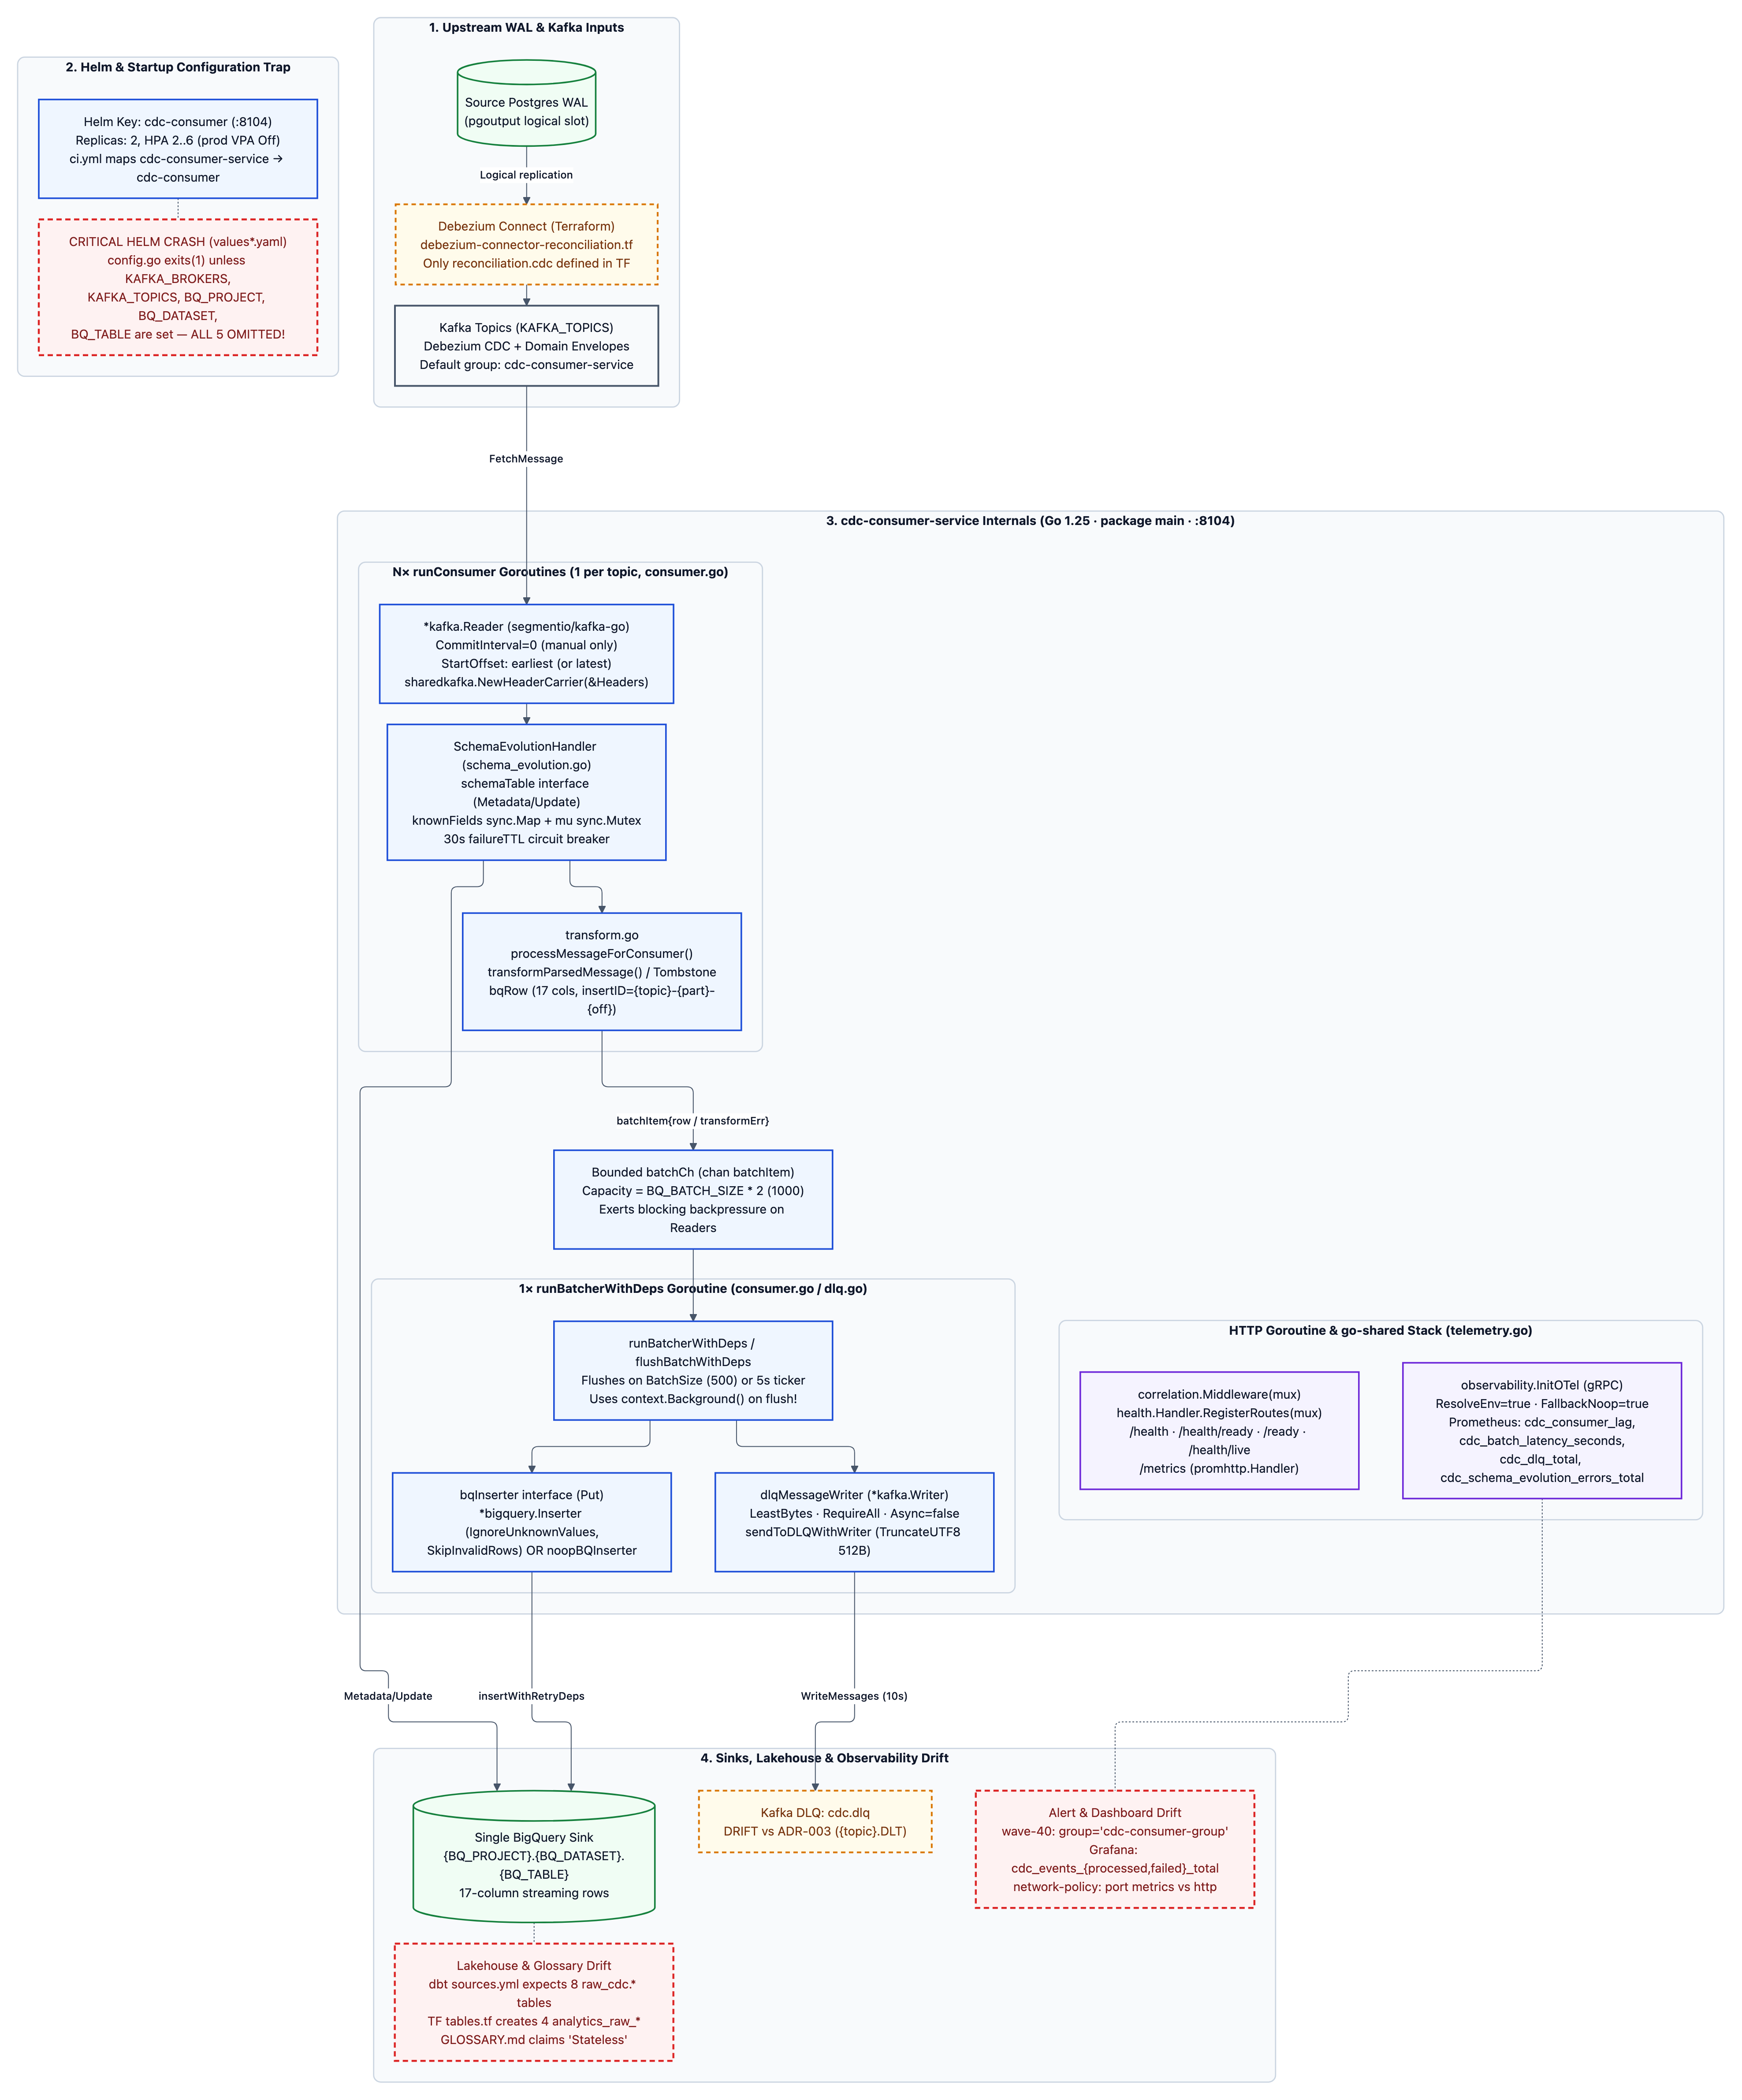 1. Upstream WAL & Kafka Inputs
Source Postgres WAL
(pgoutput logical slot)
Logical replication
Debezium Connect (Terraform)
debezium-connector-reconciliation.tf
Only reconciliation.cdc defined in TF
Kafka Topics (KAFKA_TOPICS)
Debezium CDC + Domain Envelopes
Default group: cdc-consumer-service
2. Helm & Startup Configuration Trap
Helm Key: cdc-consumer (:8104)
Replicas: 2, HPA 2..6 (prod VPA Off)
ci.yml maps cdc-consumer-service →
cdc-consumer
CRITICAL HELM CRASH (values*.yaml)
config.go exits(1) unless
KAFKA_BROKERS,
KAFKA_TOPICS, BQ_PROJECT,
BQ_DATASET,
BQ_TABLE are set — ALL 5 OMITTED!
FetchMessage
3. cdc-consumer-service Internals (Go 1.25 · package main · :8104)
N× runConsumer Goroutines (1 per topic, consumer.go)
*kafka.Reader (segmentio/kafka-go)
CommitInterval=0 (manual only)
StartOffset: earliest (or latest)
sharedkafka.NewHeaderCarrier(&Headers)
SchemaEvolutionHandler
(schema_evolution.go)
schemaTable interface
(Metadata/Update)
knownFields sync.Map + mu sync.Mutex
30s failureTTL circuit breaker
transform.go
processMessageForConsumer()
transformParsedMessage() / Tombstone
bqRow (17 cols, insertID={topic}-{part}-
{off})
batchItem{row / transformErr}
Bounded batchCh (chan batchItem)
Capacity = BQ_BATCH_SIZE * 2 (1000)
Exerts blocking backpressure on
Readers
1× runBatcherWithDeps Goroutine (consumer.go / dlq.go)
runBatcherWithDeps /
flushBatchWithDeps
Flushes on BatchSize (500) or 5s ticker
Uses context.Background() on flush!
bqInserter interface (Put)
*bigquery.Inserter
(IgnoreUnknownValues,
SkipInvalidRows) OR noopBQInserter
dlqMessageWriter (*kafka.Writer)
LeastBytes · RequireAll · Async=false
sendToDLQWithWriter (TruncateUTF8
512B)
HTTP Goroutine & go-shared Stack (telemetry.go)
correlation.Middleware(mux)
health.Handler.RegisterRoutes(mux)
/health · /health/ready · /ready ·
/health/live
/metrics (promhttp.Handler)
observability.InitOTel (gRPC)
ResolveEnv=true · FallbackNoop=true
Prometheus: cdc_consumer_lag,
cdc_batch_latency_seconds,
cdc_dlq_total,
cdc_schema_evolution_errors_total
Metadata/Update
insertWithRetryDeps
WriteMessages (10s)
4. Sinks, Lakehouse & Observability Drift
Single BigQuery Sink
{BQ_PROJECT}.{BQ_DATASET}.
{BQ_TABLE}
17-column streaming rows
Kafka DLQ: cdc.dlq
DRIFT vs ADR-003 ({topic}.DLT)
Alert & Dashboard Drift
wave-40: group='cdc-consumer-group'
Grafana:
cdc_events_{processed,failed}_total
network-policy: port metrics vs http
Lakehouse & Glossary Drift
dbt sources.yml expects 8 raw_cdc.*
tables
TF tables.tf creates 4 analytics_raw_*
GLOSSARY.md claims 'Stateless'